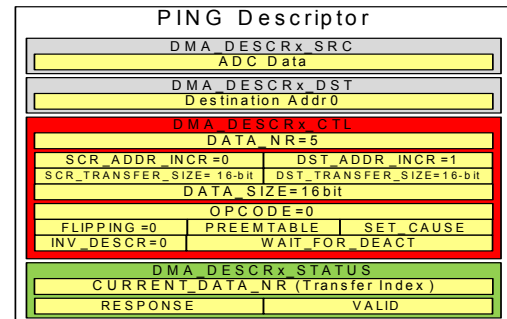 PING Descriptor
DMA_DESCRx_SRC
ADC Data
DMA_DESCRx_DST
Destination Addr0
DMA_DESCRx_CTL
DATA_NR=5
SCR_ADDR_INCR=0 DST_ADDR_INCR=1
SCR_TRANSFER_SIZE= 16-bit DST_TRANSFER_SIZE=16-bit
DATA_SIZE=16bit
OPCODE=0
FLIPPING =0 PREEMTABLE SET_CAUSE
INV_DESCR=0 WAIT_FOR_DEACT
DMA_DESCRx_STATUS
CURRENT_DATA_NR (Transfer Index)
RESPONSE VALID